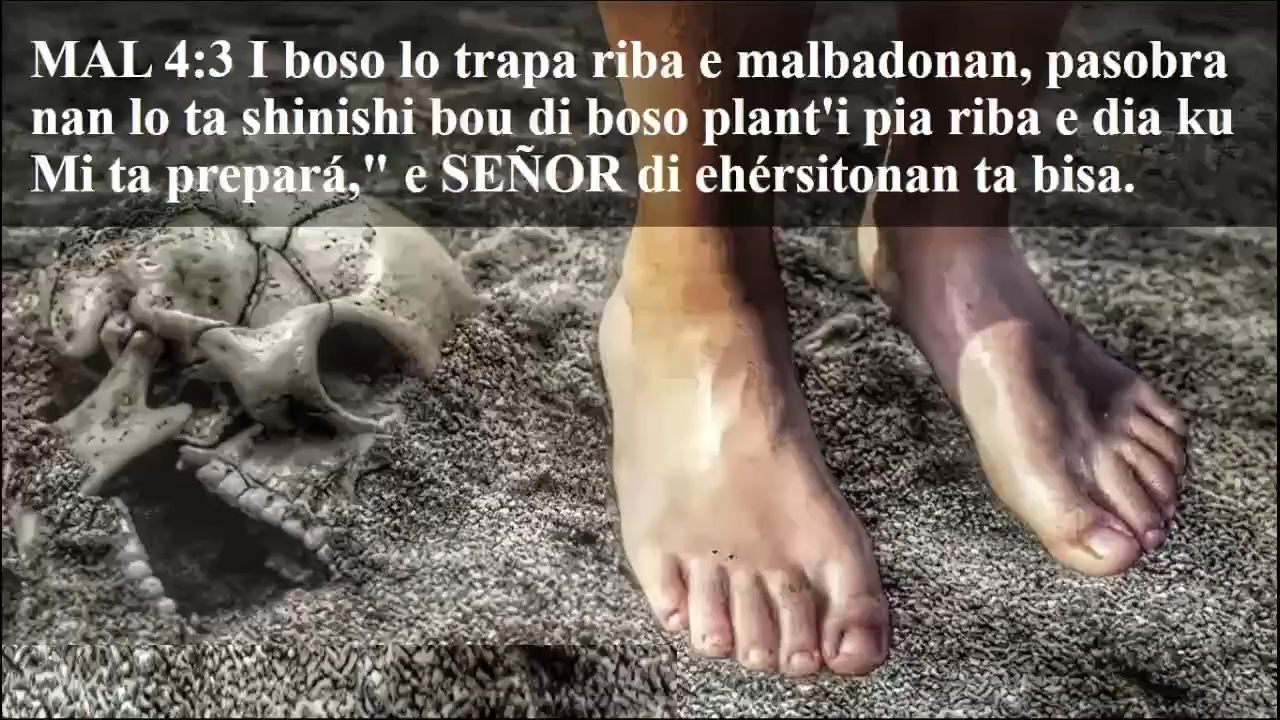 MAL 4:3 I boso lo trapa riba e malbadonan, pasobra
nan lo ta shinishi bou di boso plant'i pia riba e dia ku
Mi ta prepará," e SEÑOR di ehérsitonan ta bisa.